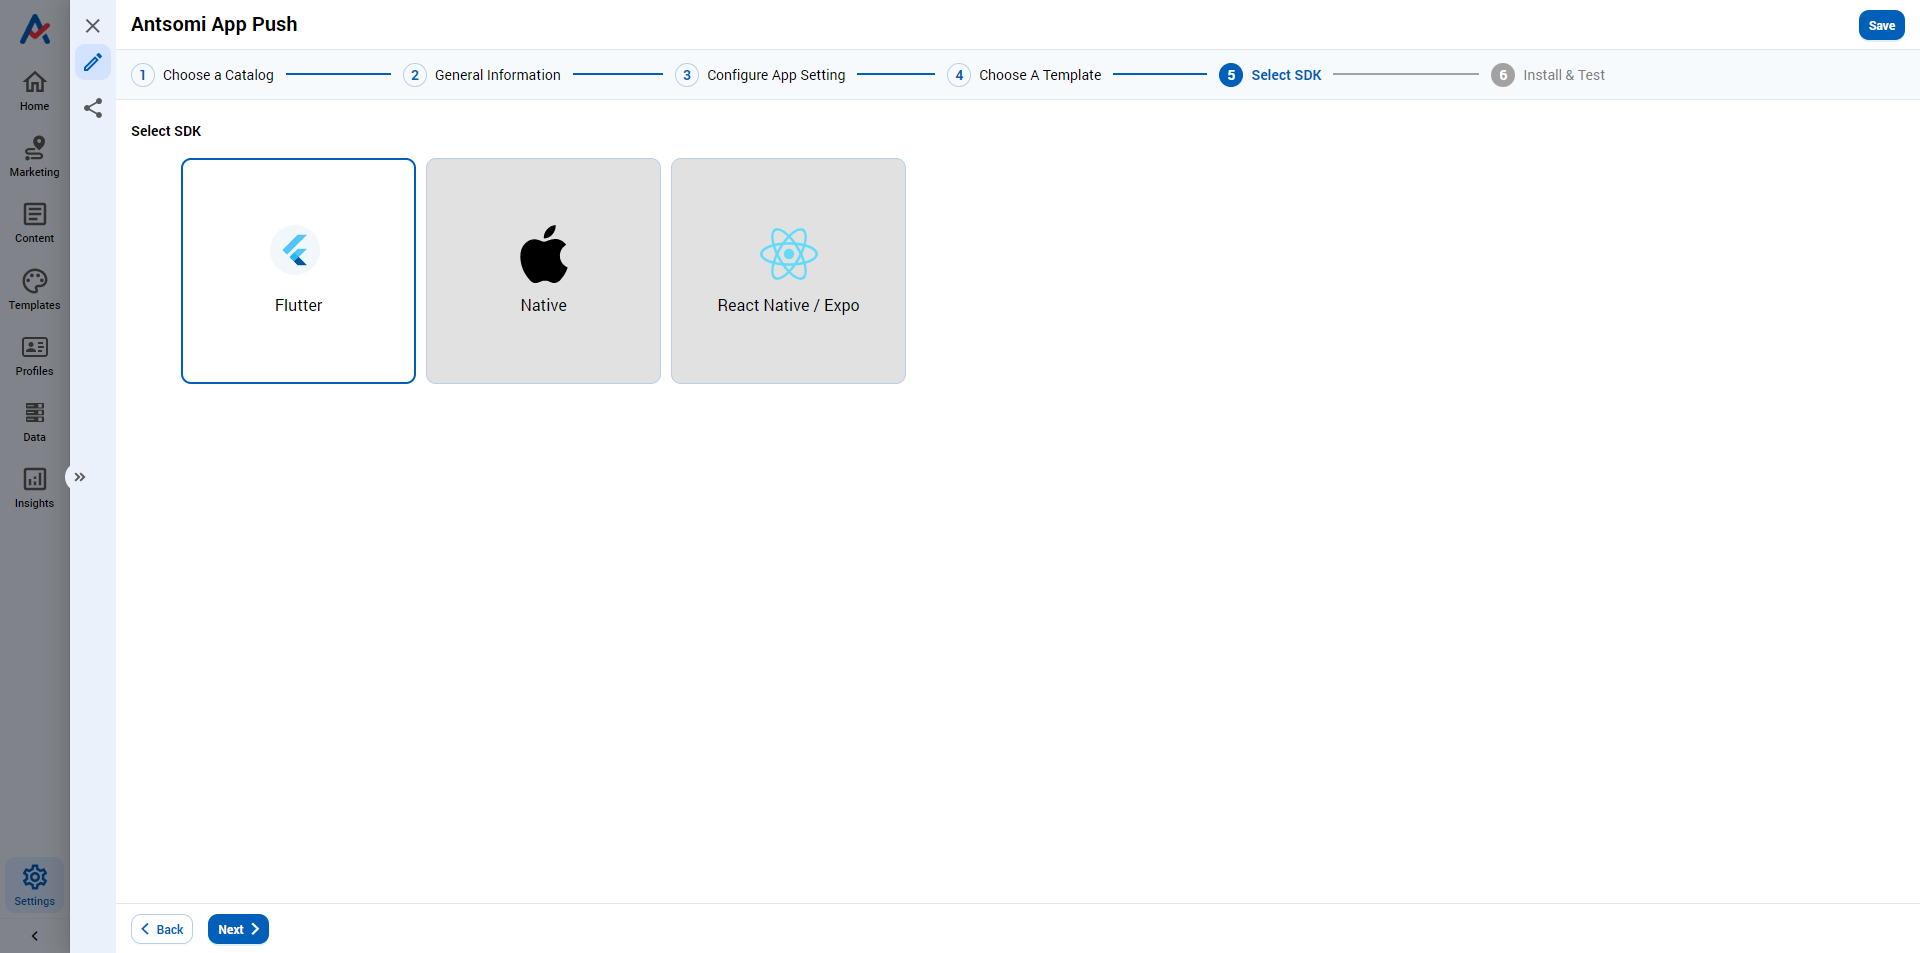 Antsomi App Push
Save
1 Choose a Catalog
2 General Information
3 Configure App Setting
4 Choose A Template
5 Select SDK
6 Install & Test
Home
Marketing
Content
Templates
Profiles
Data
Insights
Settings
Select SDK
Flutter
Native
React Native / Expo
Back
Next